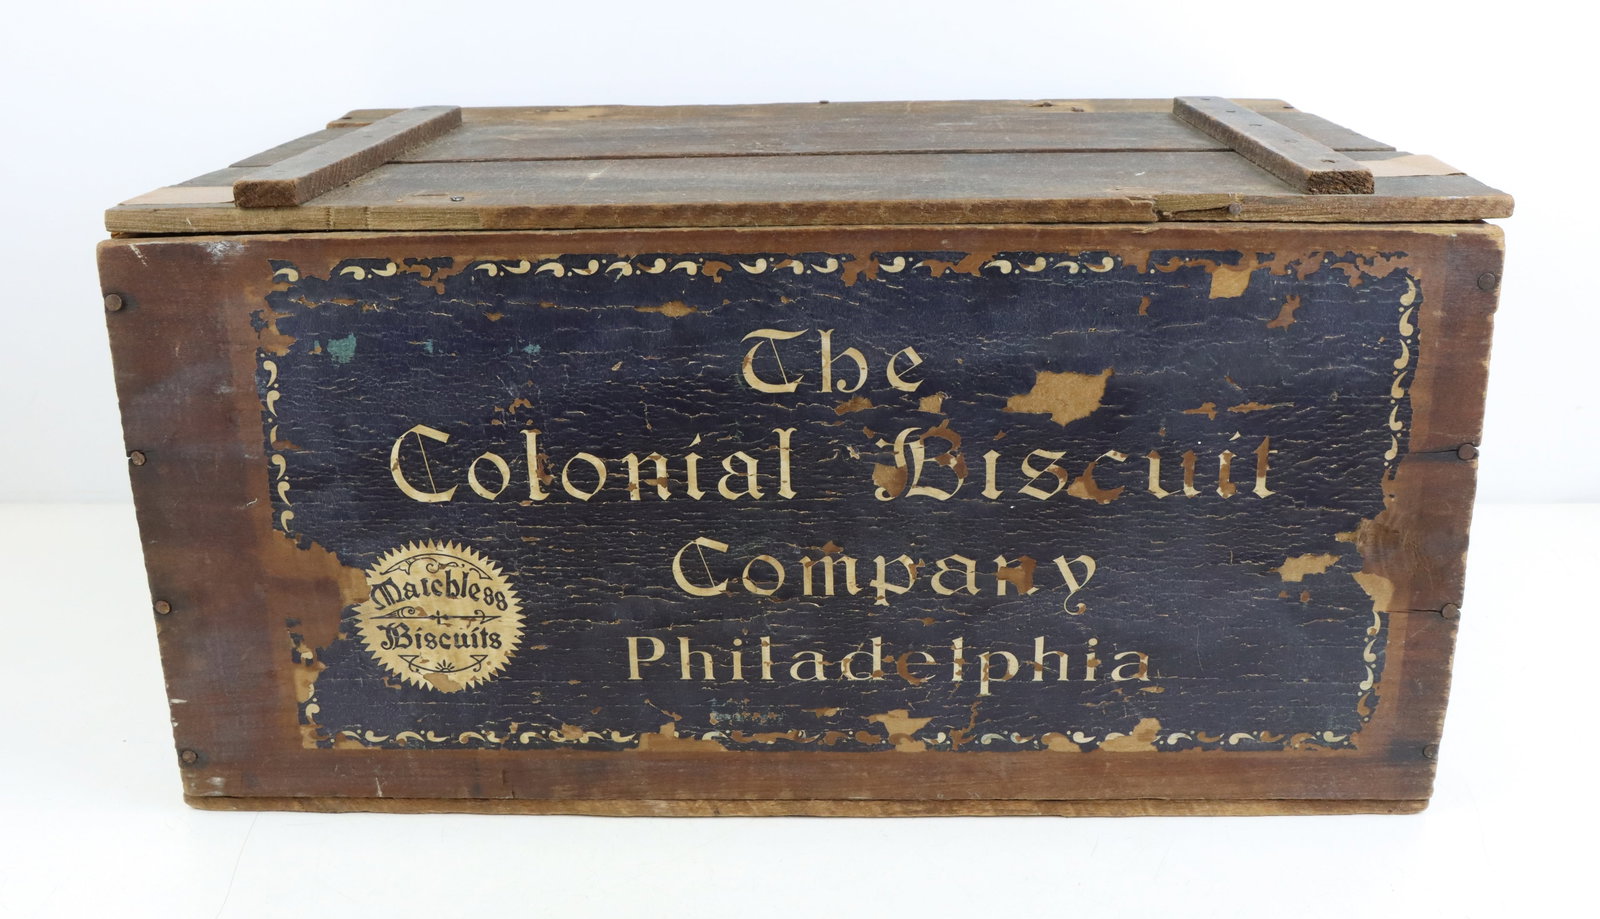 The
Colonial Biscuit
Company
Philadelphia
Matchless
Biscuits